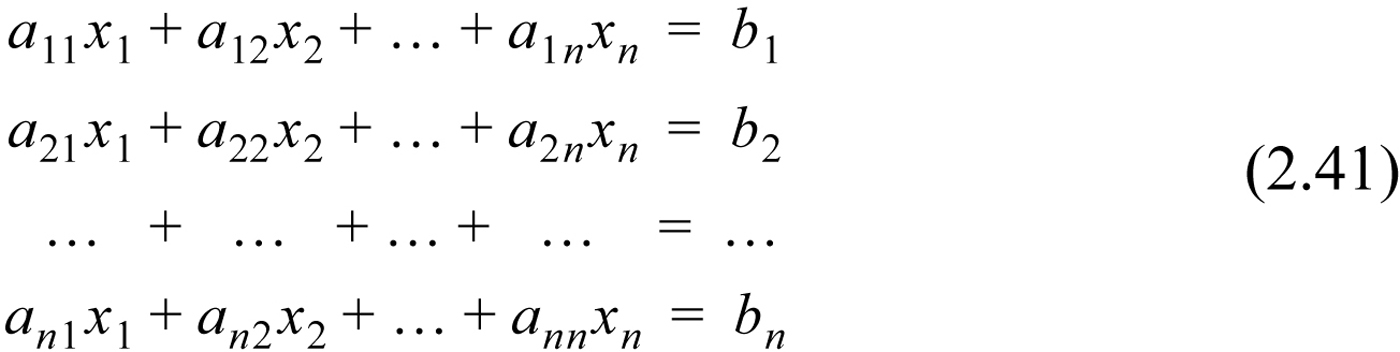 a₁₁x₁ + a₁₂x₂ + … + a₁ₙxₙ = b₁
a₂₁x₁ + a₂₂x₂ + … + a₂ₙxₙ = b₂
(2.41)
… + … + … + … = …
aₙ₁x₁ + aₙ₂x₂ + … + aₙₙxₙ = bₙ